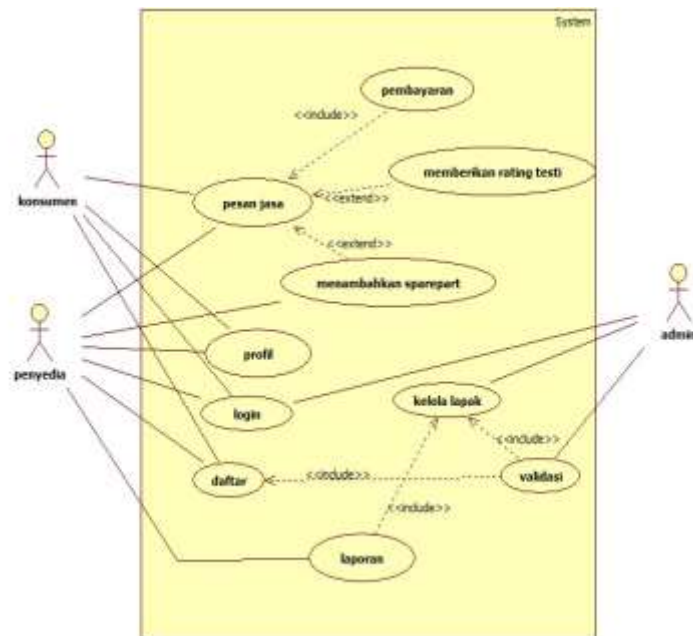 System
pembayaran
<<include>>
konsumen
memberikan rating testi
pesan jasa
<<extend>>
<<extend>>
menambahkan sparepart
penyedia
admin
profil
kelola lapak
login
<<include>>
daftar
<<include>>
validasi
<<include>>
laporan